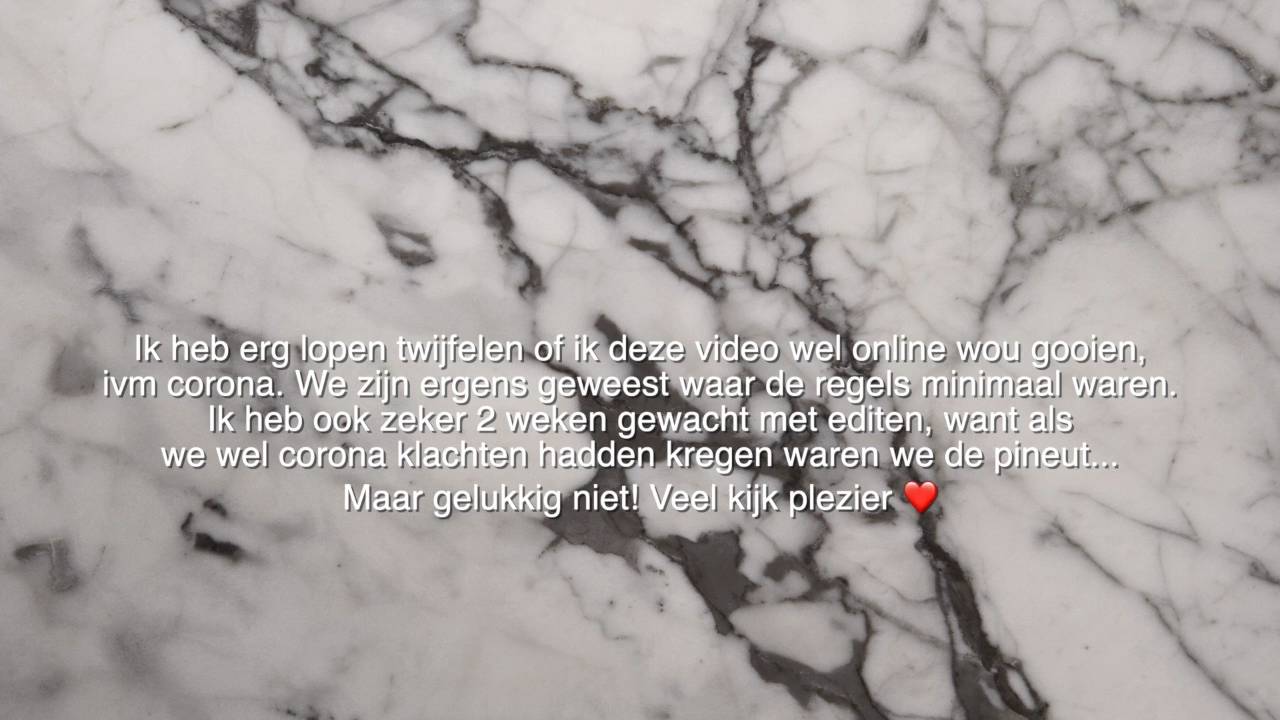 Ik heb erg lopen twijfelen of ik deze video wel online wou gooien,
ivm corona. We zijn ergens geweest waar de regels minimaal waren.
Ik heb ook zeker 2 weken gewacht met editen, want als
we wel corona klachten hadden kregen waren we de pineut...
Maar gelukkig niet! Veel kijk plezier ❤️